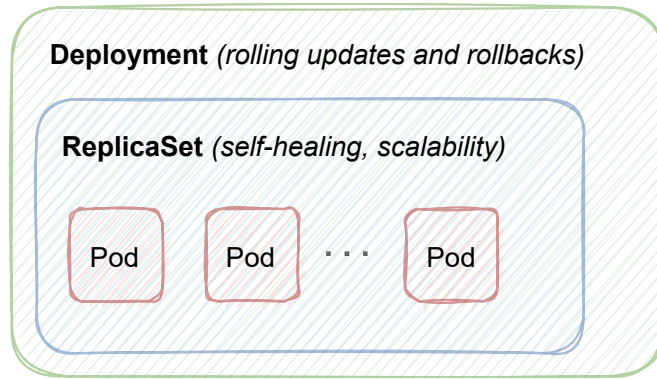 Deployment (rolling updates and rollbacks)
ReplicaSet (self-healing, scalability)
Pod Pod ... Pod